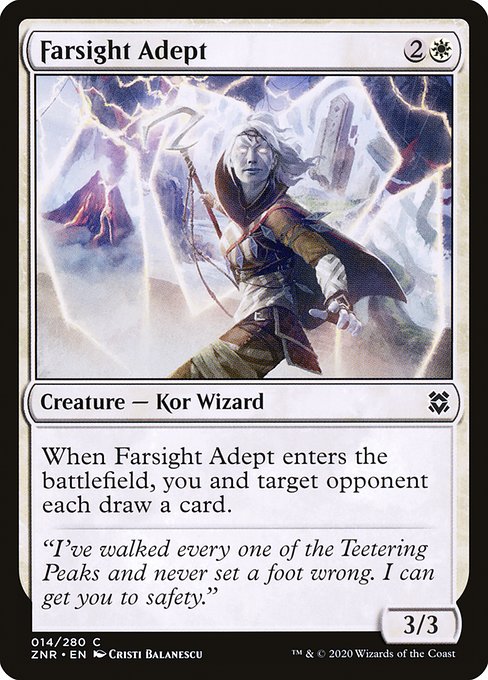 Farsight Adept 2
Creature — Kor Wizard
When Farsight Adept enters the
battlefield, you and target opponent
each draw a card.
“I’ve walked every one of the Teetering
Peaks and never set a foot wrong. I can
get you to safety.”
3/3
014/280 C
ZNR • EN Cristi Balanescu
™ & © 2020 Wizards of the Coast